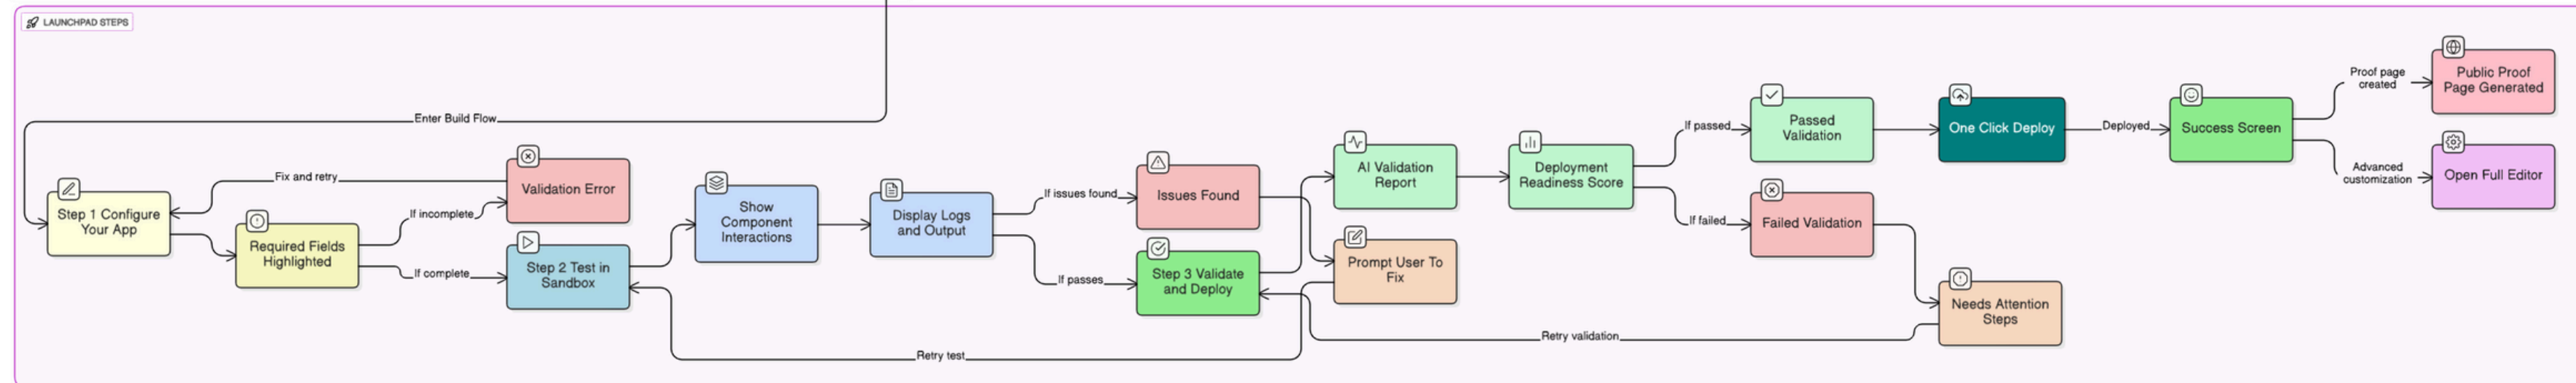 LAUNCHPAD STEPS
Enter Build Flow
Step 1 Configure
Your App
Fix and retry
Required Fields
Highlighted
If incomplete
If complete
Validation Error
Step 2 Test in
Sandbox
Show
Component
Interactions
Display Logs
and Output
If issues found
If passes
Issues Found
Step 3 Validate
and Deploy
Retry test
AI Validation
Report
Prompt User To
Fix
Retry validation
Deployment
Readiness Score
If passed
If failed
Passed
Validation
Failed Validation
One Click Deploy
Needs Attention
Steps
Deployed
Success Screen
Proof page
created
Advanced
customization
Public Proof
Page Generated
Open Full Editor